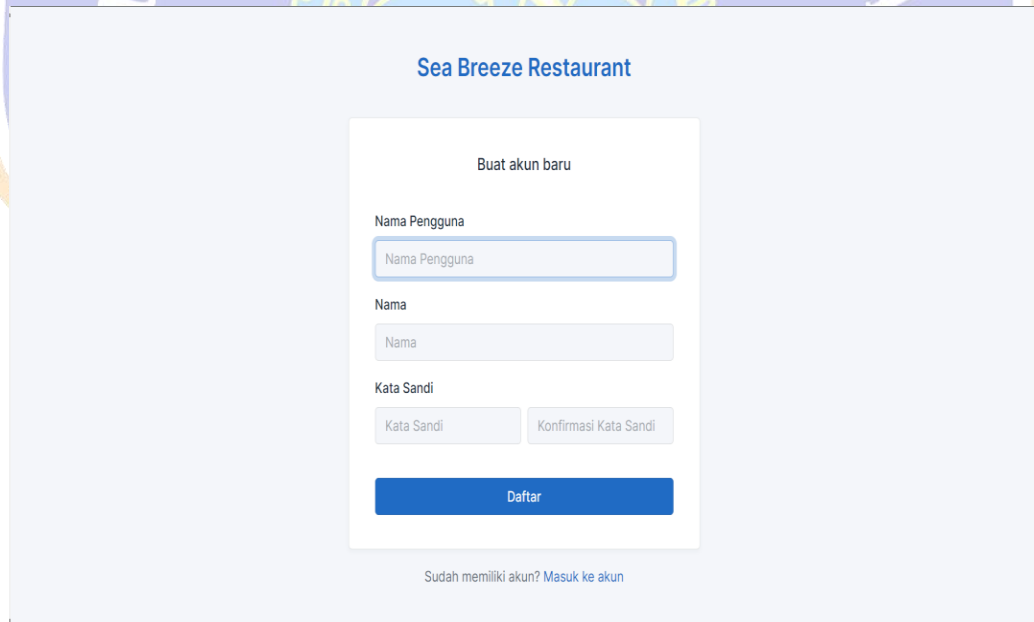 Sea Breeze Restaurant
Buat akun baru
Nama Pengguna
Nama Pengguna
Nama
Nama
Kata Sandi
Kata Sandi Konfirmasi Kata Sandi
Daftar
Sudah memiliki akun? Masuk ke akun